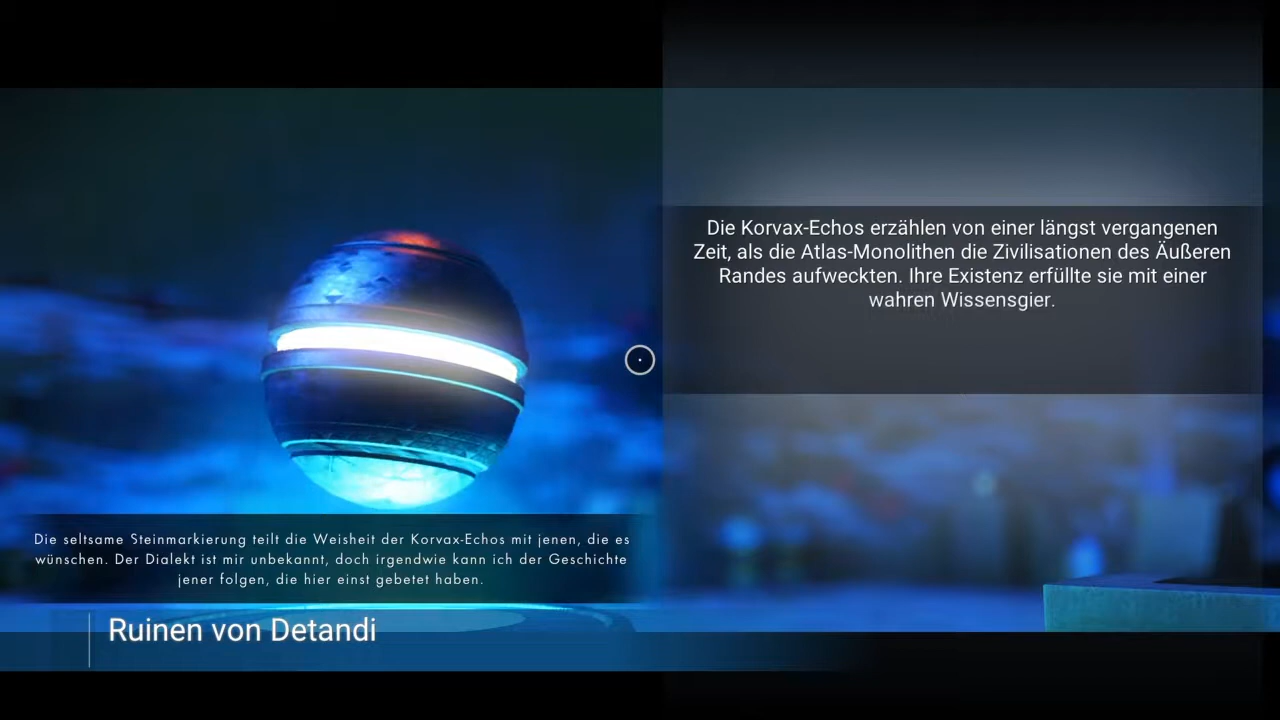 Die Korvax-Echos erzählen von einer längst vergangenen
Zeit, als die Atlas-Monolithen die Zivilisationen des Äußeren
Randes aufweckten. Ihre Existenz erfüllte sie mit einer
wahren Wissensgier.
Die seltsame Steinmarkierung teilt die Weisheit der Korvax-Echos mit jenen, die es
wünschen. Der Dialekt ist mir unbekannt, doch irgendwie kann ich der Geschichte
jener folgen, die hier einst gebetet haben.
Ruinen von Detandi